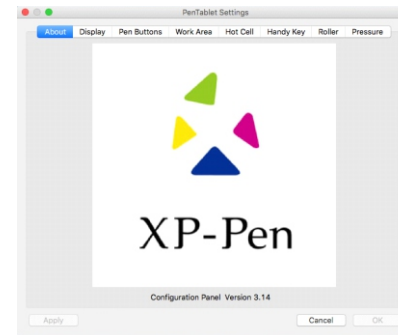 PenTablet Settings
About Display Pen Buttons Work Area Hot Cell Handy Key Roller Pressure
XP-Pen
Configuration Panel Version 3.14
Apply Cancel OK